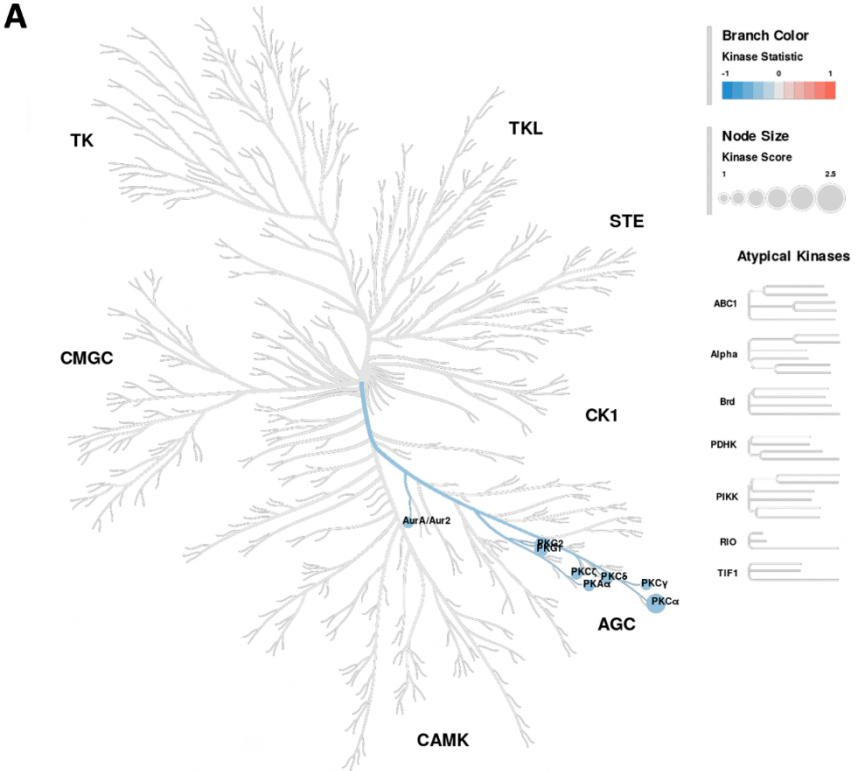 A
TK
TKL
STE
CMGC
CK1
AurA/Aur2
PKG2
PKG1
PKCζ
PKCδ
PKAα
PKCγ
PKCα
AGC
CAMK
Branch Color
Kinase Statistic
-1 0 1
Node Size
Kinase Score
1 2.5
Atypical Kinases
ABC1
Alpha
Brd
PDHK
PIKK
RIO
TIF1